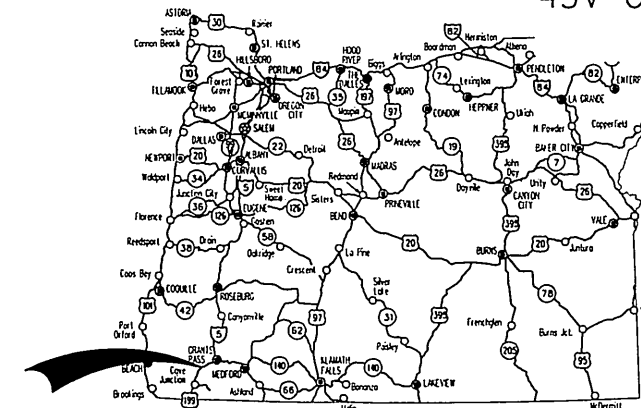 ASTORIA
30
Rainier
Seaside
Cannon Beach
26
ST. HELENS
101
HILLSBORO
PORTLAND
Forest Grove
TILLAMOOK
84
HOOD RIVER
THE DALLES
Biggs
Arlington
Boardman
82
Hermiston
Athena
PENDLETON
74
Lexington
HEPPNER
84
82
LA GRANDE
ENTERP
35
197
MORO
97
CONDON
26
OREGON CITY
Hebo
MCMINNVILLE
Maupin
Ukiah
N. Powder
Copperfield
Lincoln City
DALLAS
SALEM
99
22
Detroit
26
Antelope
19
395
BAKER CITY
7
NEWPORT
20
ALBANY
CORVALLIS
MADRAS
John Day
Unity
26
Waldport
34
5
Sweet Home
20
Redmond
26
Dayville
CANYON CITY
Junction City
36
126
EUGENE
126
Sisters
PRINEVILLE
395
VALE
Florence
Goshen
BEND
20
BURNS
20
Juntura
Reedsport
38
Drain
58
Oakridge
La Pine
Crescent
Coos Bay
COQUILLE
ROSEBURG
Silver Lake
78
101
42
Canyonville
62
97
31
395
Frenchglen
Burns Jct.
Port Orford
5
GRANTS PASS
Paisley
205
95
BEACH
Cave Junction
MEDFORD
140
KLAMATH FALLS
140
Brookings
199
Ashland
66
Bonanza
LAKEVIEW
McDermitt